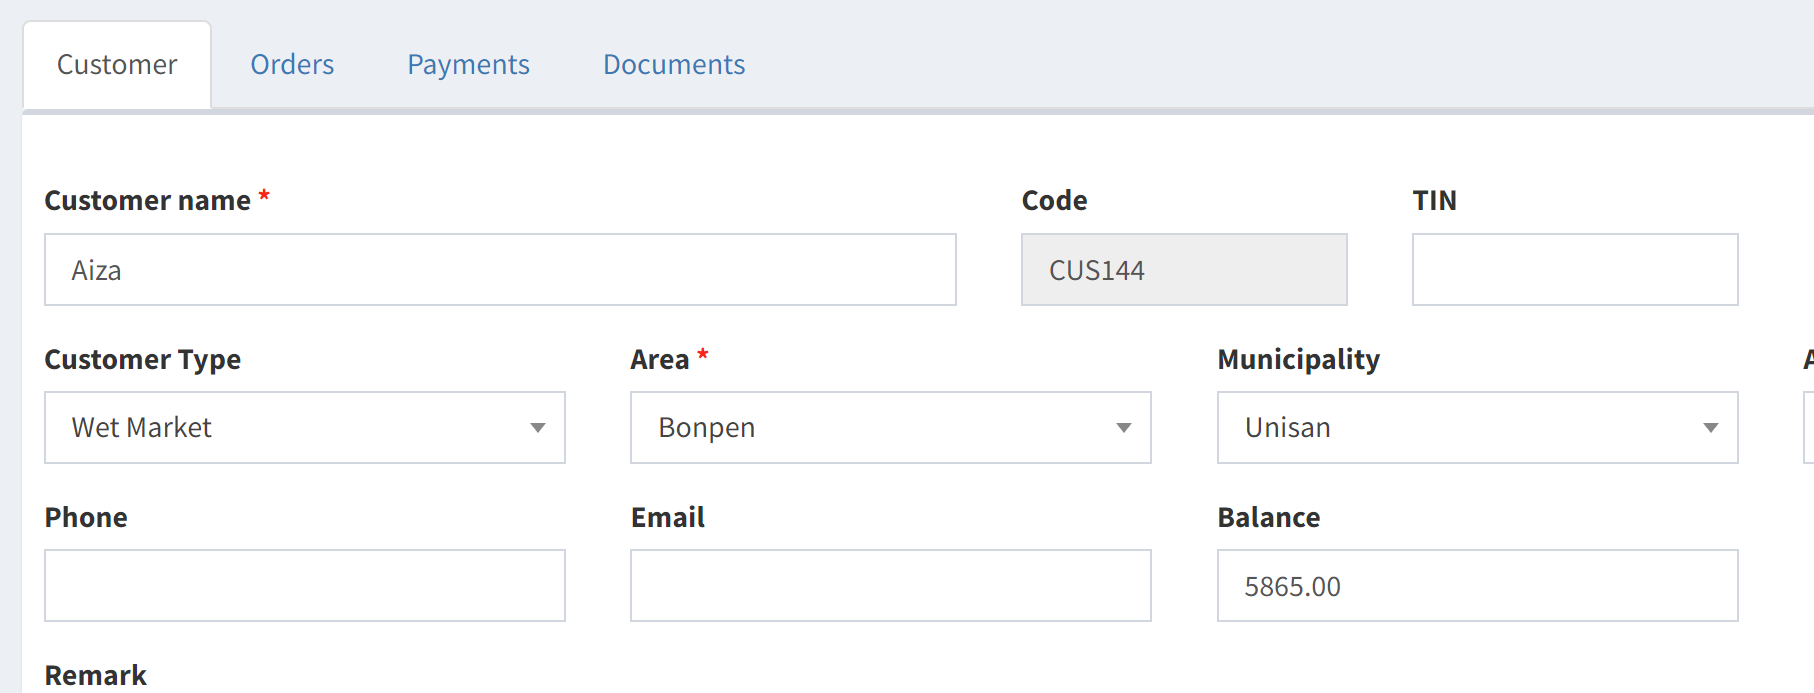 Customer Orders Payments Documents
Customer name * Code TIN
Aiza CUS144
Customer Type Area * Municipality
Wet Market Bonpen Unisan
Phone Email Balance
5865.00
Remark